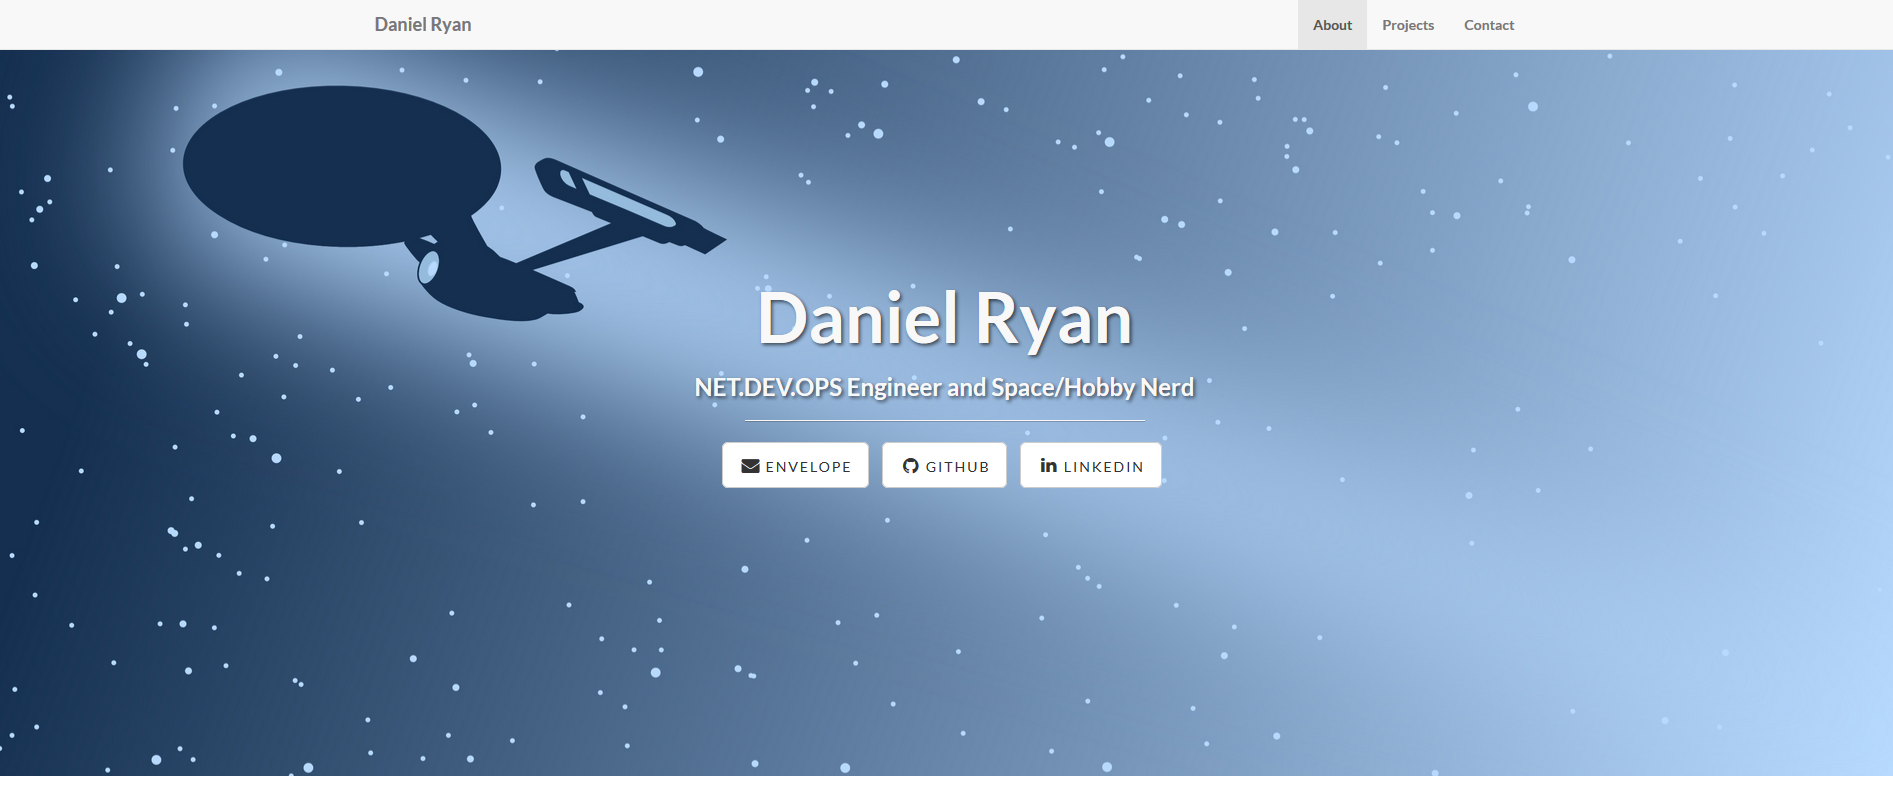 Daniel Ryan
About Projects Contact
Daniel Ryan
NET.DEV.OPS Engineer and Space/Hobby Nerd
ENVELOPE GITHUB LINKEDIN